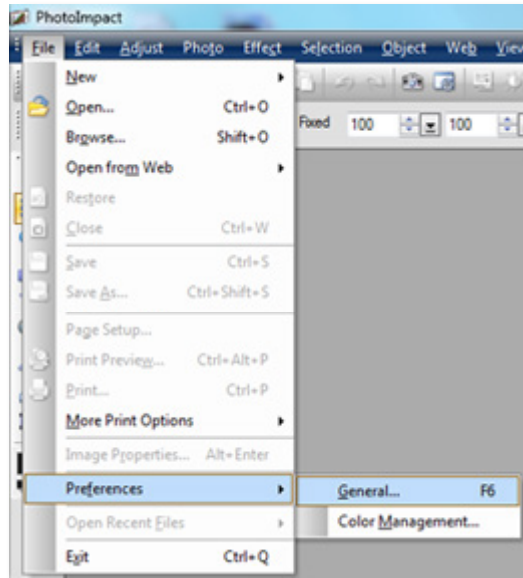 PhotoImpact
File Edit Adjust Photo Effect Selection Object Web View
New
Open... Ctrl+O
Fixed 100 100
Browse... Shift+O
Open from Web
Restore
Close Ctrl+W
Save Ctrl+S
Save As... Ctrl+Shift+S
Page Setup...
Print Preview... Ctrl+Alt+P
Print... Ctrl+P
More Print Options
Image Properties... Alt+Enter
Preferences General... F6
Open Recent Files Color Management...
Exit Ctrl+Q